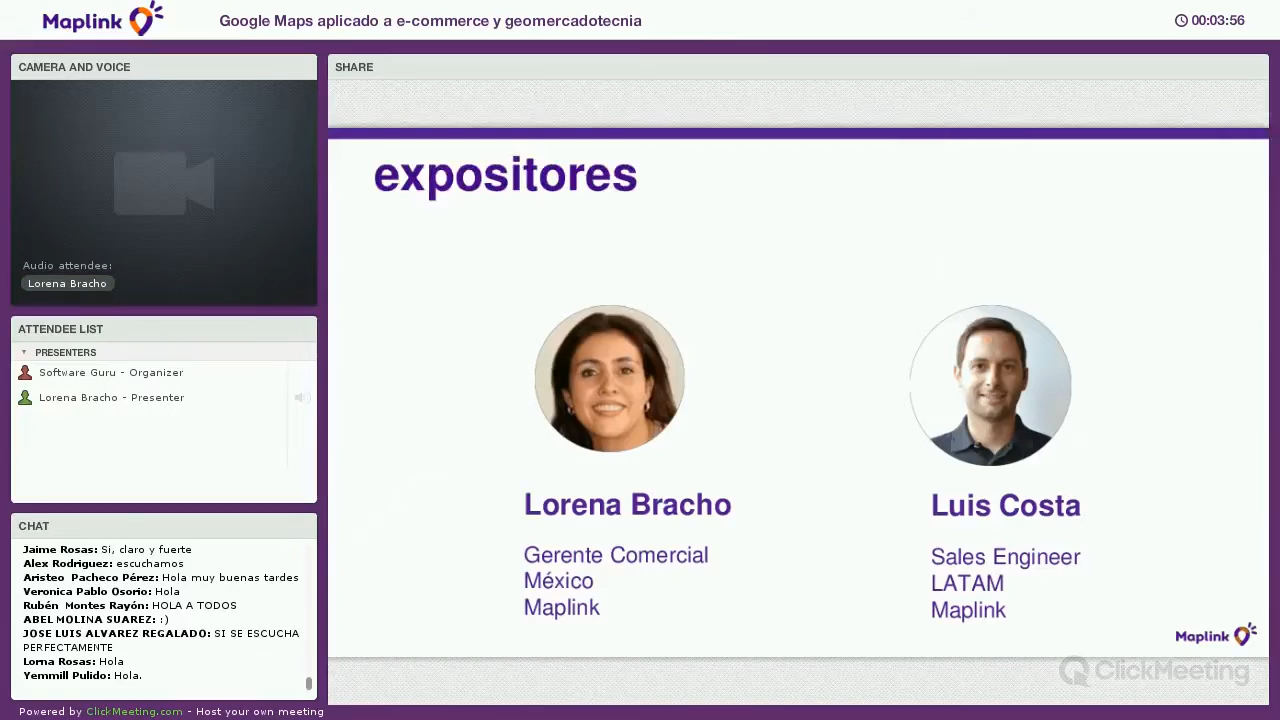 Maplink
Google Maps aplicado a e-commerce y geomercadotecnia
00:03:56
CAMERA AND VOICE
Audio attendee:
Lorena Bracho
ATTENDEE LIST
PRESENTERS
Software Guru - Organizer
Lorena Bracho - Presenter
CHAT
Jaime Rosas: Si, claro y fuerte
Alex Rodriguez: escuchamos
Aristeo Pacheco Pérez: Hola muy buenas tardes
Veronica Pablo Osorio: Hola
Rubén Montes Rayón: HOLA A TODOS
ABEL MOLINA SUAREZ: :)
JOSE LUIS ALVAREZ REGALADO: SI SE ESCUCHA
PERFECTAMENTE
Lorna Rosas: Hola
Yemmill Pulido: Hola.
Powered by ClickMeeting.com - Host your own meeting
SHARE
expositores
Lorena Bracho
Gerente Comercial
México
Maplink
Luis Costa
Sales Engineer
LATAM
Maplink
Maplink
ClickMeeting